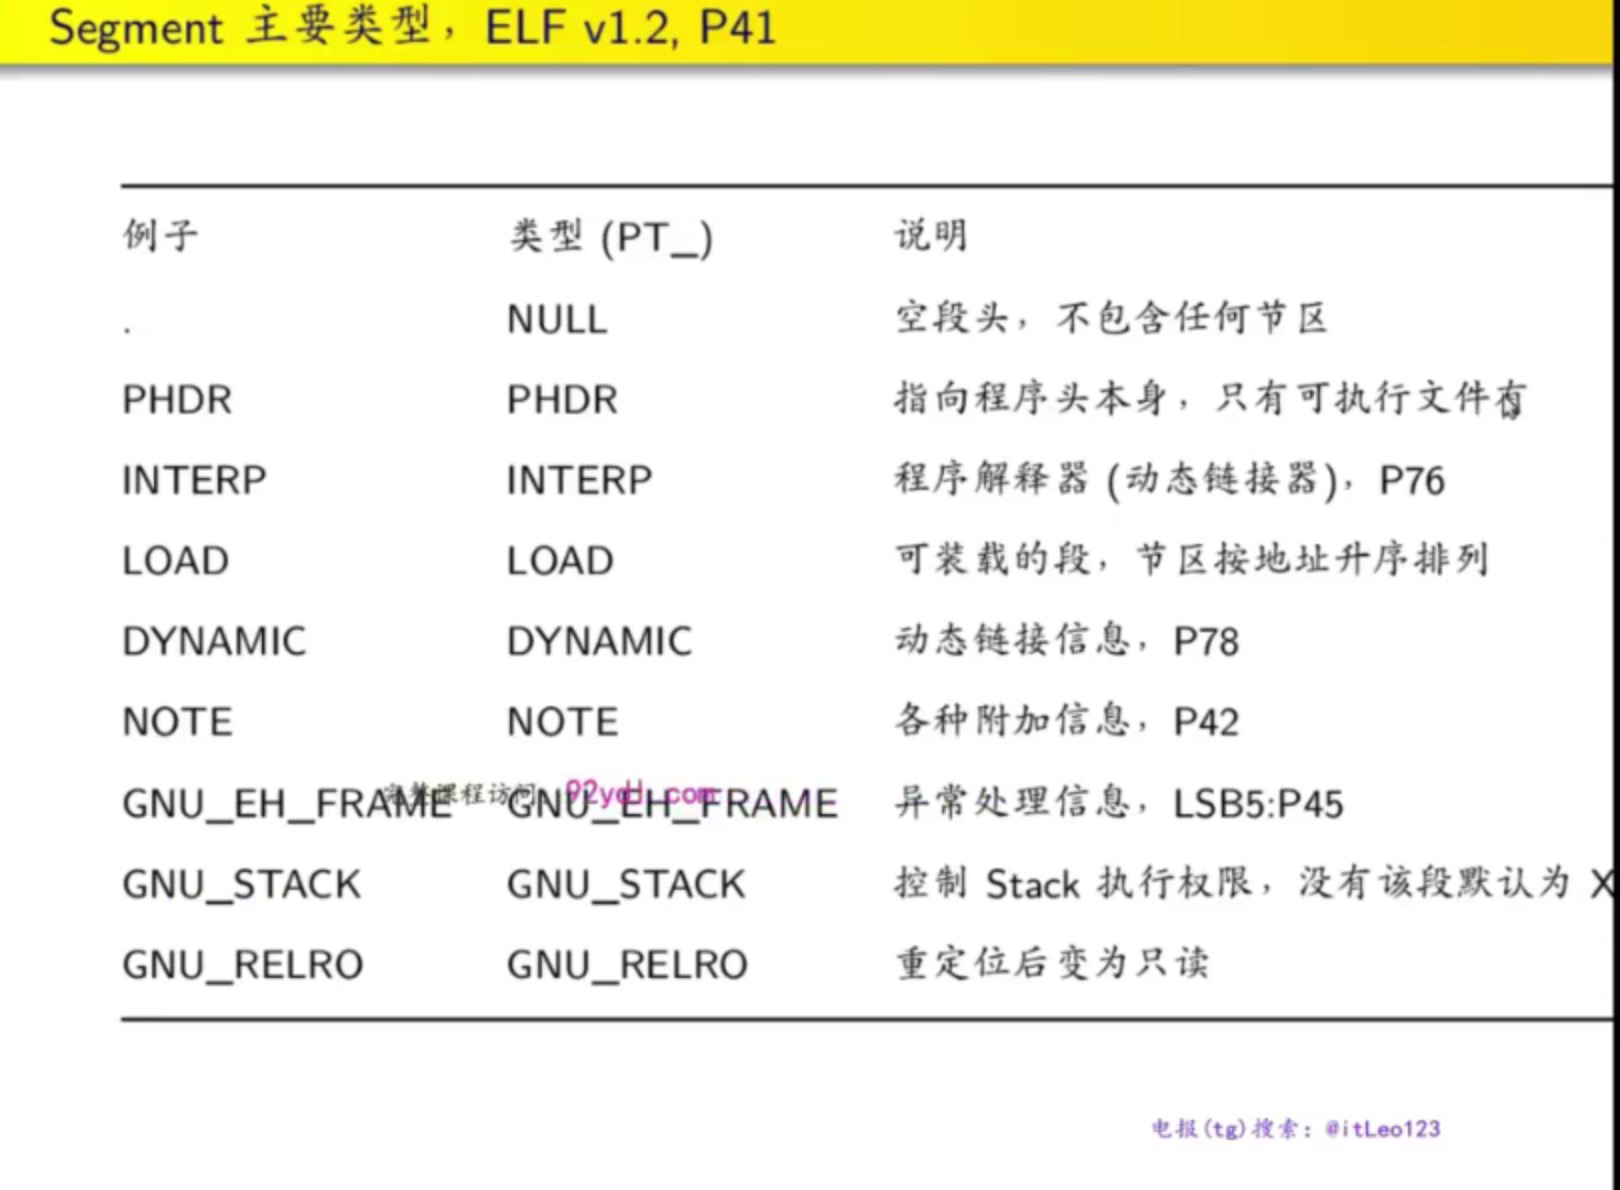 Segment 主要类型，ELF v1.2, P41
例子 类型 (PT_) 说明
. NULL 空段头，不包含任何节区
PHDR PHDR 指向程序头本身，只有可执行文件有
INTERP INTERP 程序解释器 (动态链接器)，P76
LOAD LOAD 可装载的段，节区按地址升序排列
DYNAMIC DYNAMIC 动态链接信息，P78
NOTE NOTE 各种附加信息，P42
完整课程访问
GNU_EH_FRAME GNU_EH_FRAME 异常处理信息，LSB5:P45
GNU_STACK GNU_STACK 控制 Stack 执行权限，没有该段默认为 X
GNU_RELRO GNU_RELRO 重定位后变为只读
电报(tg)搜索：@itLeo123